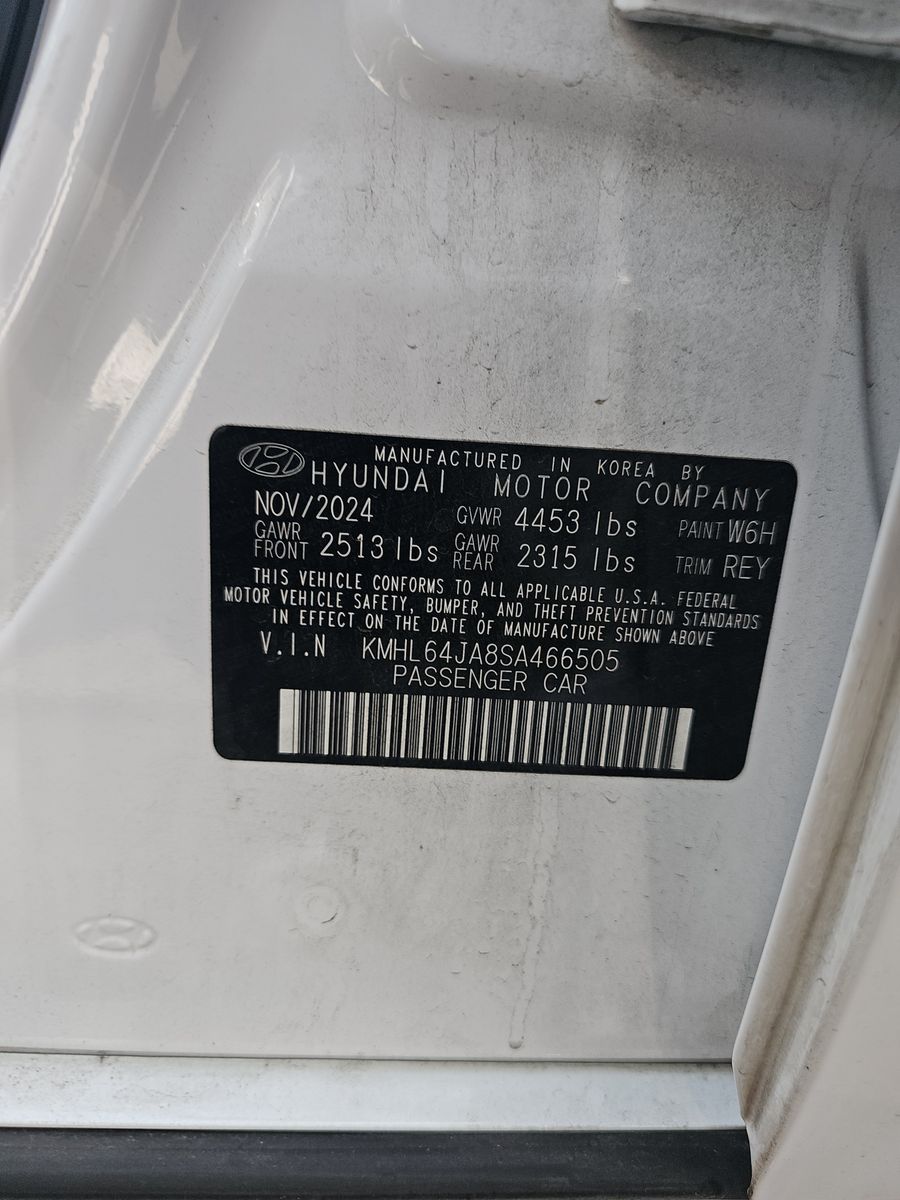 MANUFACTURED IN KOREA BY
HYUNDAI MOTOR COMPANY
NOV/2024 GVWR 4453 lbs PAINT W6H
GAWR FRONT 2513 lbs GAWR REAR 2315 lbs TRIM REY
THIS VEHICLE CONFORMS TO ALL APPLICABLE U.S.A. FEDERAL
MOTOR VEHICLE SAFETY, BUMPER, AND THEFT PREVENTION STANDARDS
IN EFFECT ON THE DATE OF MANUFACTURE SHOWN ABOVE
V.I.N KMHL64JA8SA466505
PASSENGER CAR